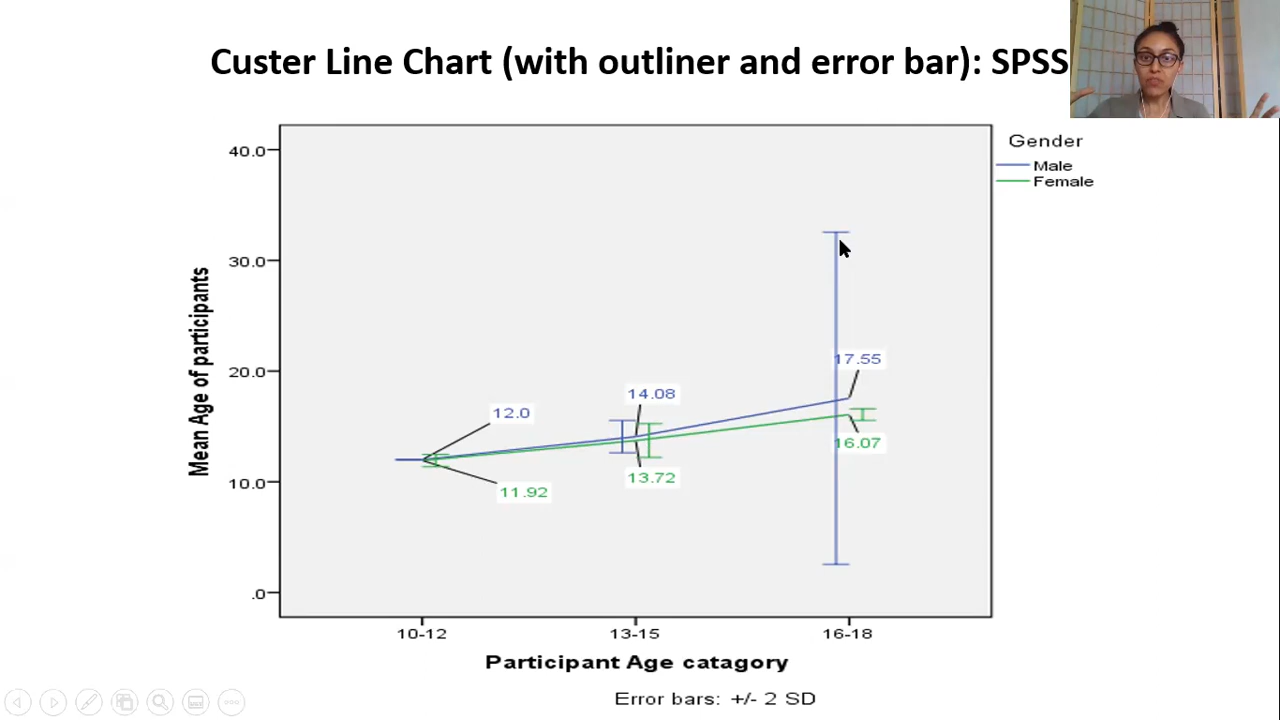 Custer Line Chart (with outliner and error bar): SPSS
Gender
Male
Female
40.0
30.0
20.0
10.0
.0
Mean Age of participants
12.0
11.92
14.08
13.72
17.55
16.07
10-12 13-15 16-18
Participant Age catagory
Error bars: +/- 2 SD